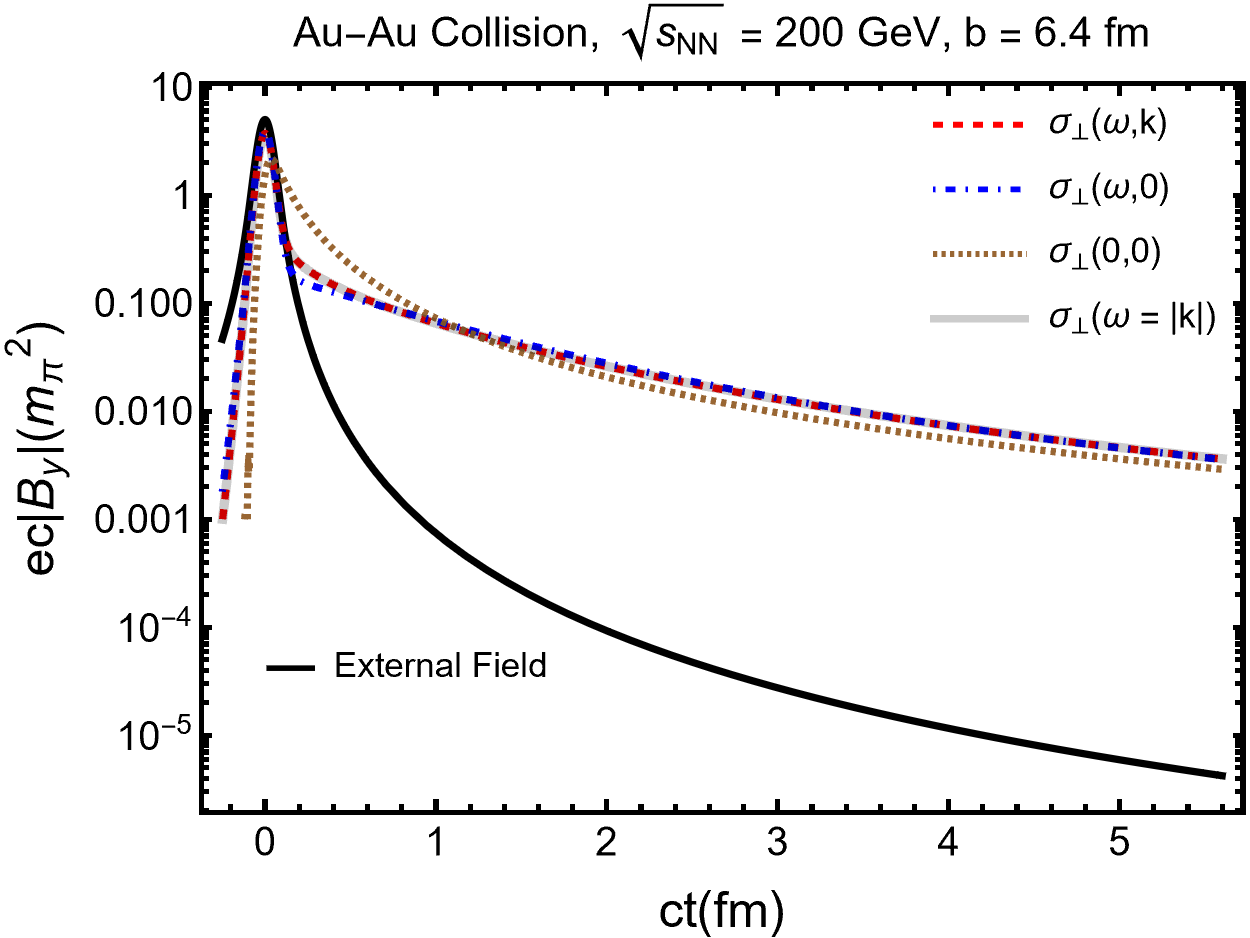 Au–Au Collision, √sNN = 200 GeV, b = 6.4 fm
10
1
0.100
0.010
0.001
10⁻⁴
10⁻⁵
ec|By|(mπ²)
σ⊥(ω,k)
σ⊥(ω,0)
σ⊥(0,0)
σ⊥(ω = |k|)
External Field
0 1 2 3 4 5
ct(fm)